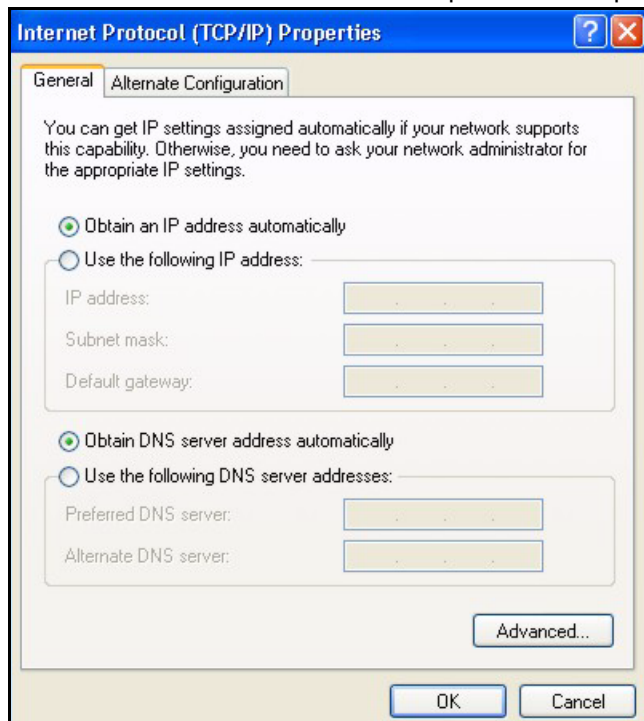 Internet Protocol (TCP/IP) Properties
General
Alternate Configuration
You can get IP settings assigned automatically if your network supports
this capability. Otherwise, you need to ask your network administrator for
the appropriate IP settings.
Obtain an IP address automatically
Use the following IP address:
IP address:
Subnet mask:
Default gateway:
Obtain DNS server address automatically
Use the following DNS server addresses:
Preferred DNS server:
Alternate DNS server:
Advanced...
OK
Cancel